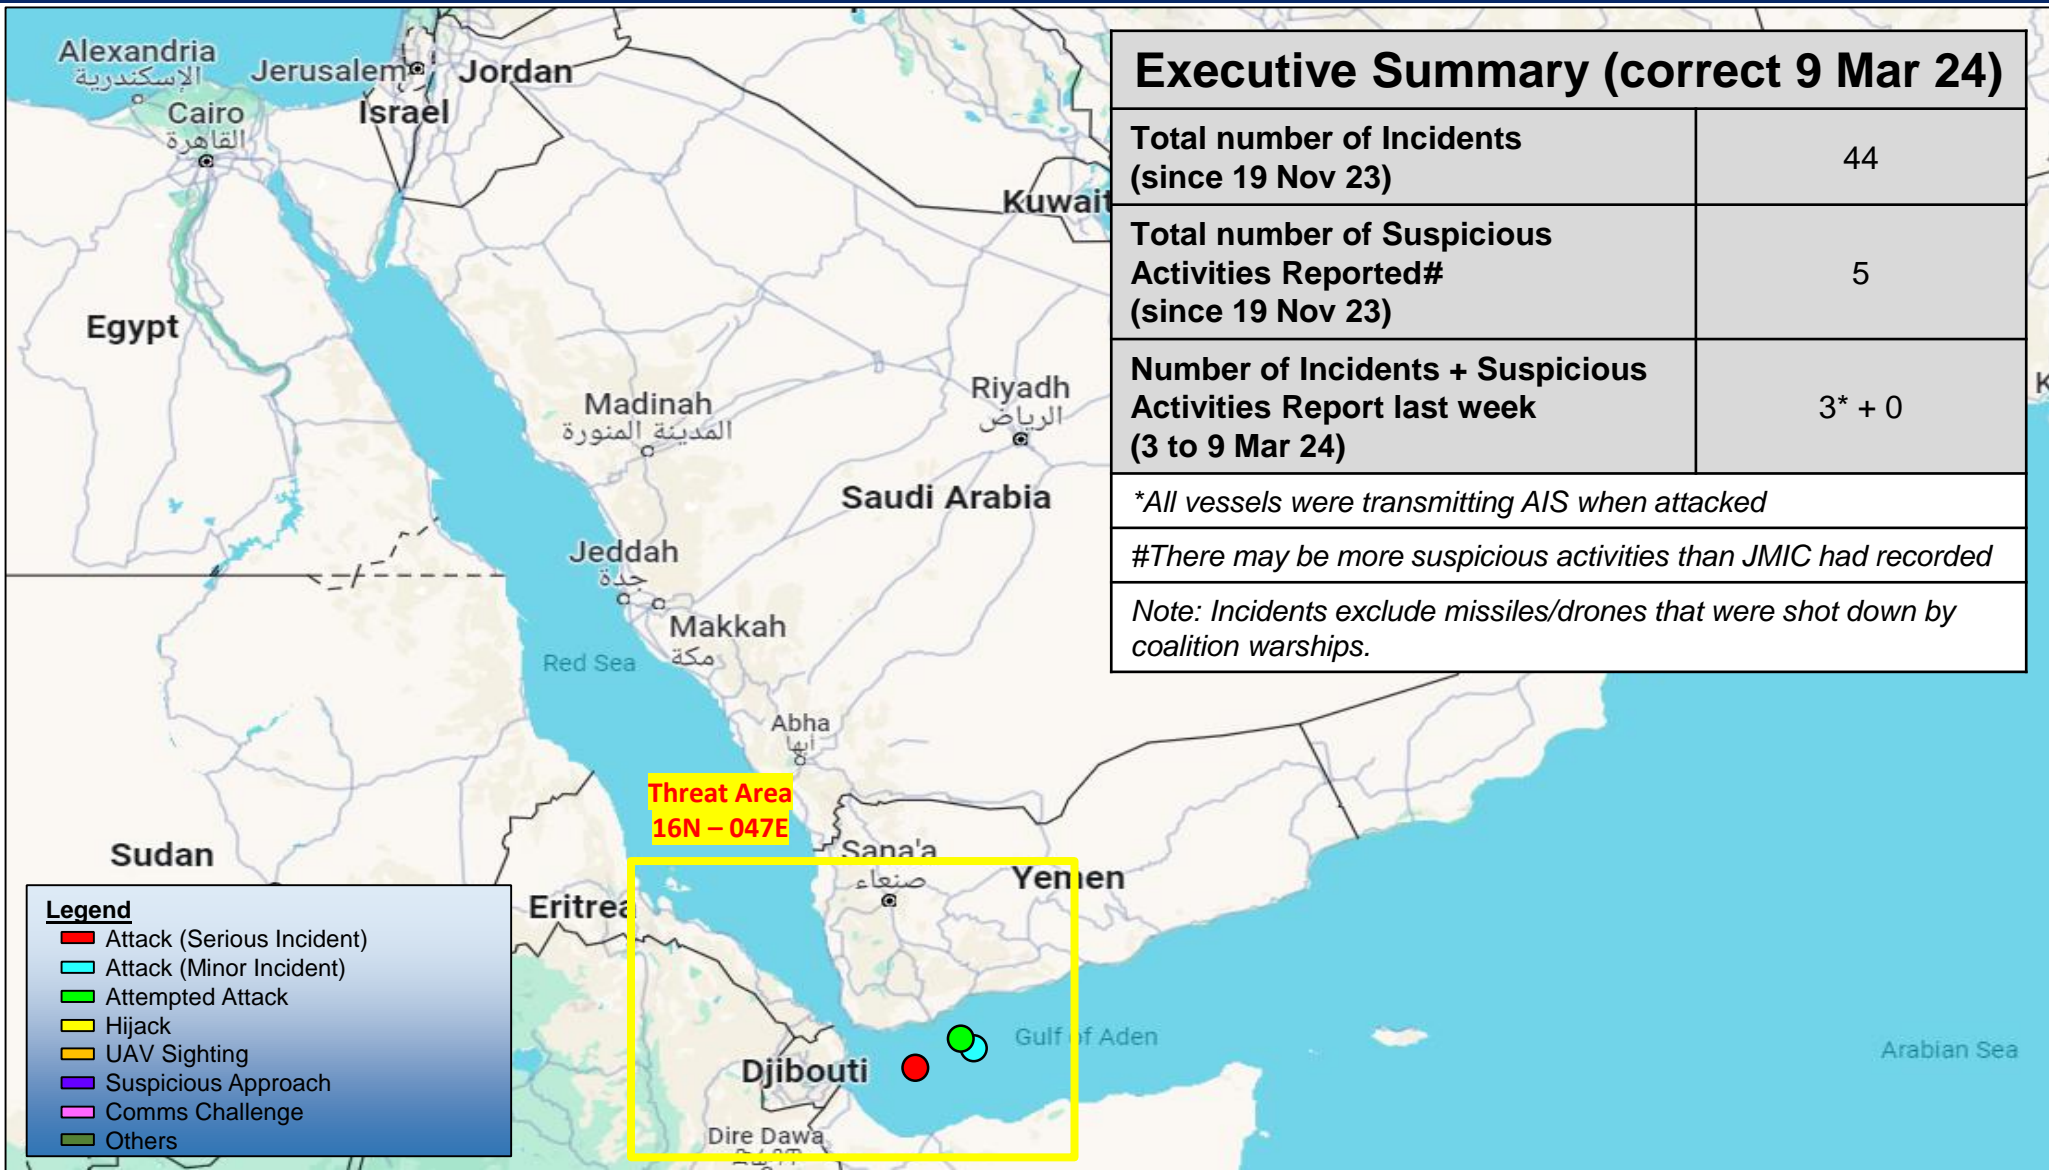 Executive Summary (correct 9 Mar 24)
Total number of Incidents
(since 19 Nov 23)
44
Total number of Suspicious
Activities Reported#
(since 19 Nov 23)
5
Number of Incidents + Suspicious
Activities Report last week
(3 to 9 Mar 24)
3* + 0
*All vessels were transmitting AIS when attacked
#There may be more suspicious activities than JMIC had recorded
Note: Incidents exclude missiles/drones that were shot down by
coalition warships.
Alexandria
الإسكندرية
Jerusalem
Jordan
Cairo
القاهرة
Israel
Kuwait
Egypt
Madinah
المدينة المنورة
Riyadh
الرياض
Saudi Arabia
Jeddah
جدة
Makkah
مكة
Red Sea
Abha
أبها
Threat Area
16N – 047E
Sudan
Sana'a
صنعاء
Yemen
Eritrea
Gulf of Aden
Djibouti
Arabian Sea
Dire Dawa
Legend
Attack (Serious Incident)
Attack (Minor Incident)
Attempted Attack
Hijack
UAV Sighting
Suspicious Approach
Comms Challenge
Others